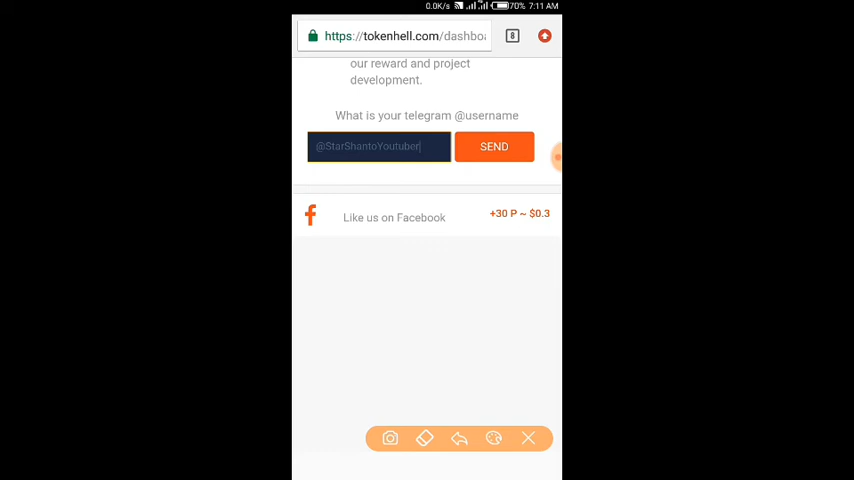 0.0K/s 70% 7:11 AM
https://tokenhell.com/dashboa
8
our reward and project
development.
What is your telegram @username
@StarShantoYoutuber
SEND
Like us on Facebook
+30 P ~ $0.3